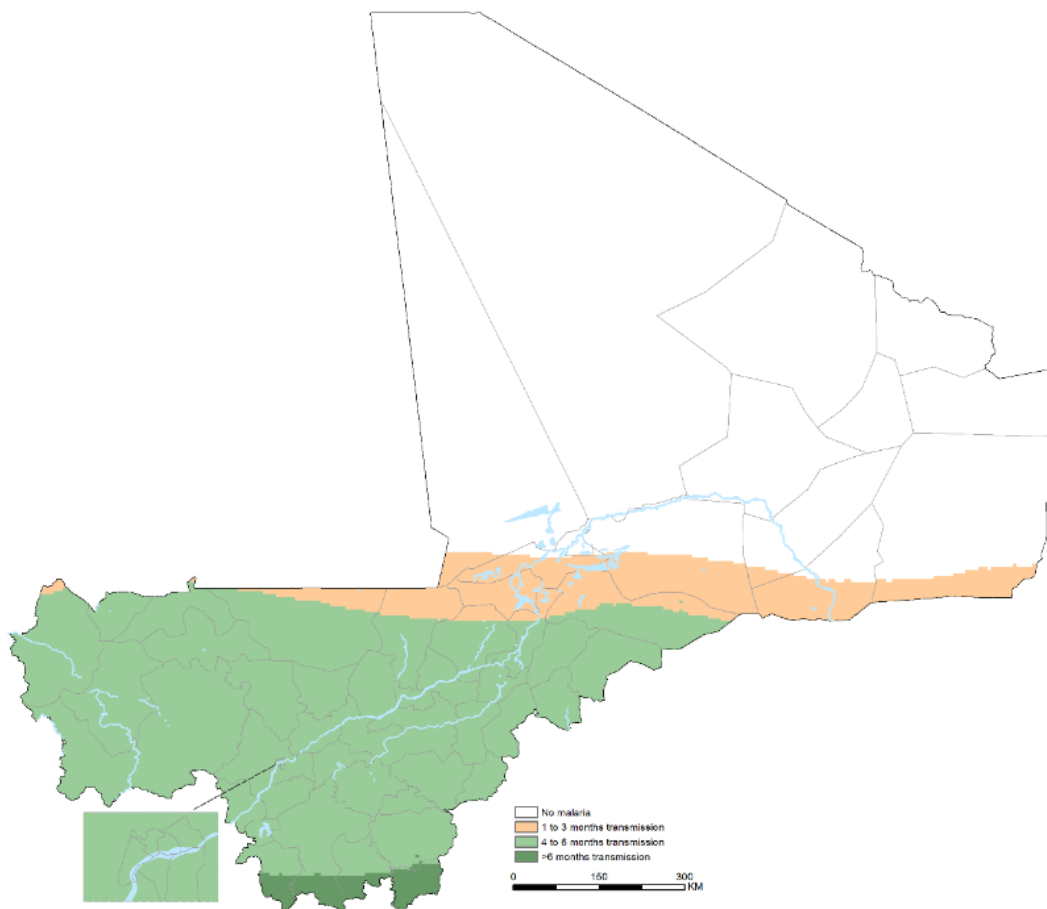 No malaria
1 to 3 months transmission
4 to 6 months transmission
>6 months transmission
0 150 300
KM